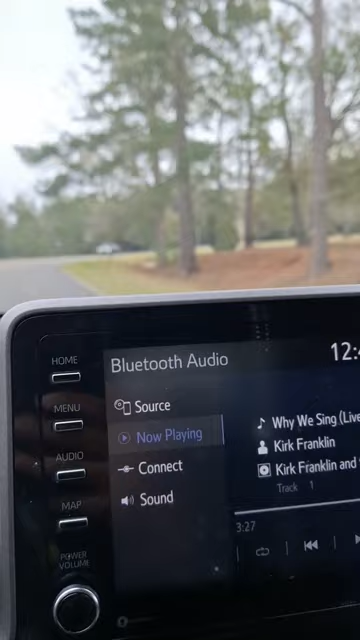 HOME
MENU
AUDIO
MAP
POWER
VOLUME
Bluetooth Audio
12:4
Source
Now Playing
Connect
Sound
Why We Sing (Live
Kirk Franklin
Kirk Franklin and
Track 1
3:27